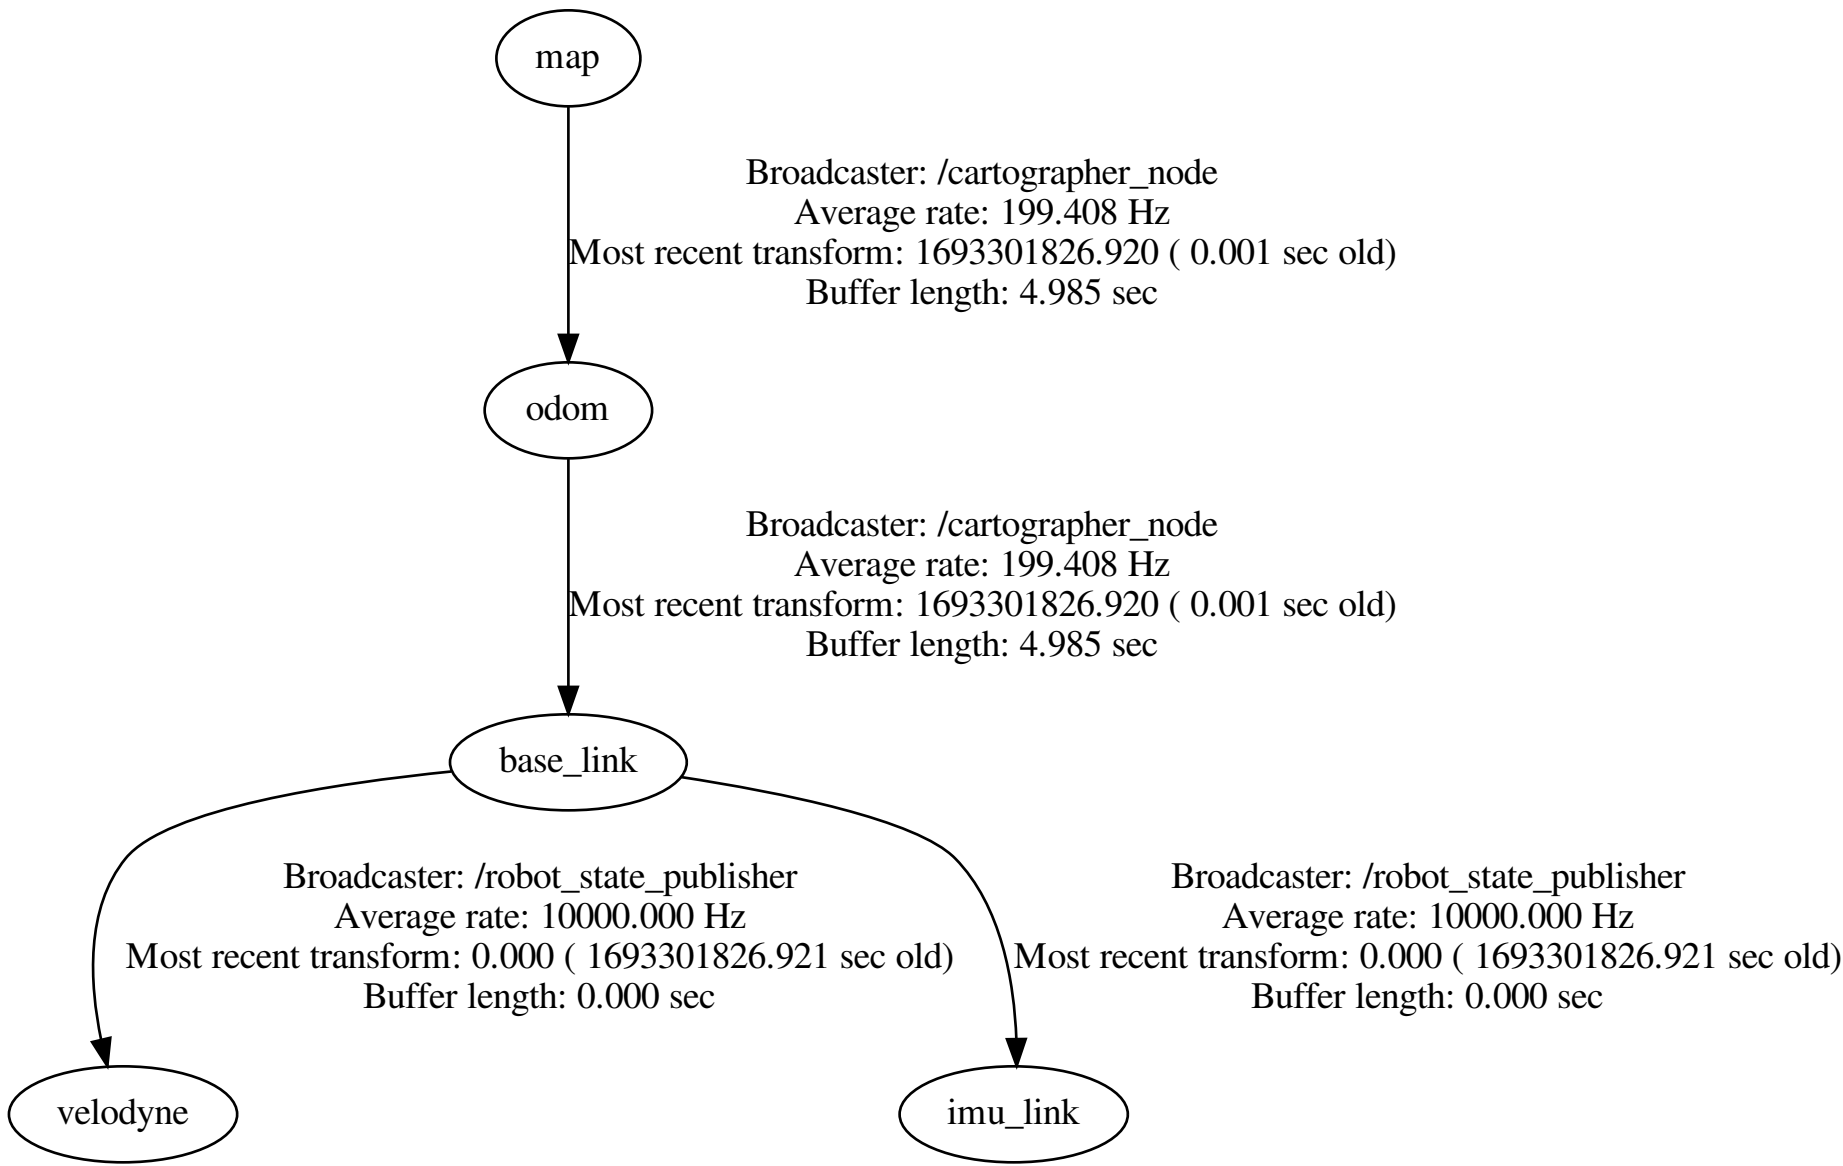 map
Broadcaster: /cartographer_node
Average rate: 199.408 Hz
Most recent transform: 1693301826.920 ( 0.001 sec old)
Buffer length: 4.985 sec
odom
Broadcaster: /cartographer_node
Average rate: 199.408 Hz
Most recent transform: 1693301826.920 ( 0.001 sec old)
Buffer length: 4.985 sec
base_link
Broadcaster: /robot_state_publisher
Average rate: 10000.000 Hz
Most recent transform: 0.000 ( 1693301826.921 sec old)
Buffer length: 0.000 sec
Broadcaster: /robot_state_publisher
Average rate: 10000.000 Hz
Most recent transform: 0.000 ( 1693301826.921 sec old)
Buffer length: 0.000 sec
velodyne
imu_link